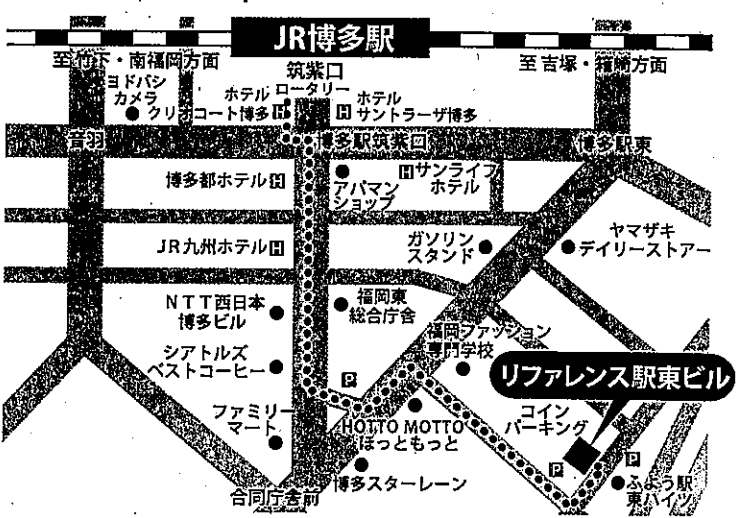 JR博多駅
至竹下・南福岡方面
至吉塚・箱崎方面
筑紫口
ロータリー
ヨドバシ
カメラ
ホテル
クリオコート博多 H
H ホテル
サントラーザ博多
音羽
博多駅筑紫口
博多駅東
博多都ホテル H
アパマン
ショップ
H サンライフ
ホテル
JR九州ホテル H
ガソリン
スタンド
ヤマザキ
デイリーストアー
NTT西日本
博多ビル
福岡東
総合庁舎
シアトルズ
ベストコーヒー
P
福岡ファッション
専門学校
リファレンス駅東ビル
ファミリー
マート
HOTTO MOTTO
ほっともっと
コイン
パーキング
P
P
合同庁舎前
博多スターレーン
ふよう駅
東ハイツ